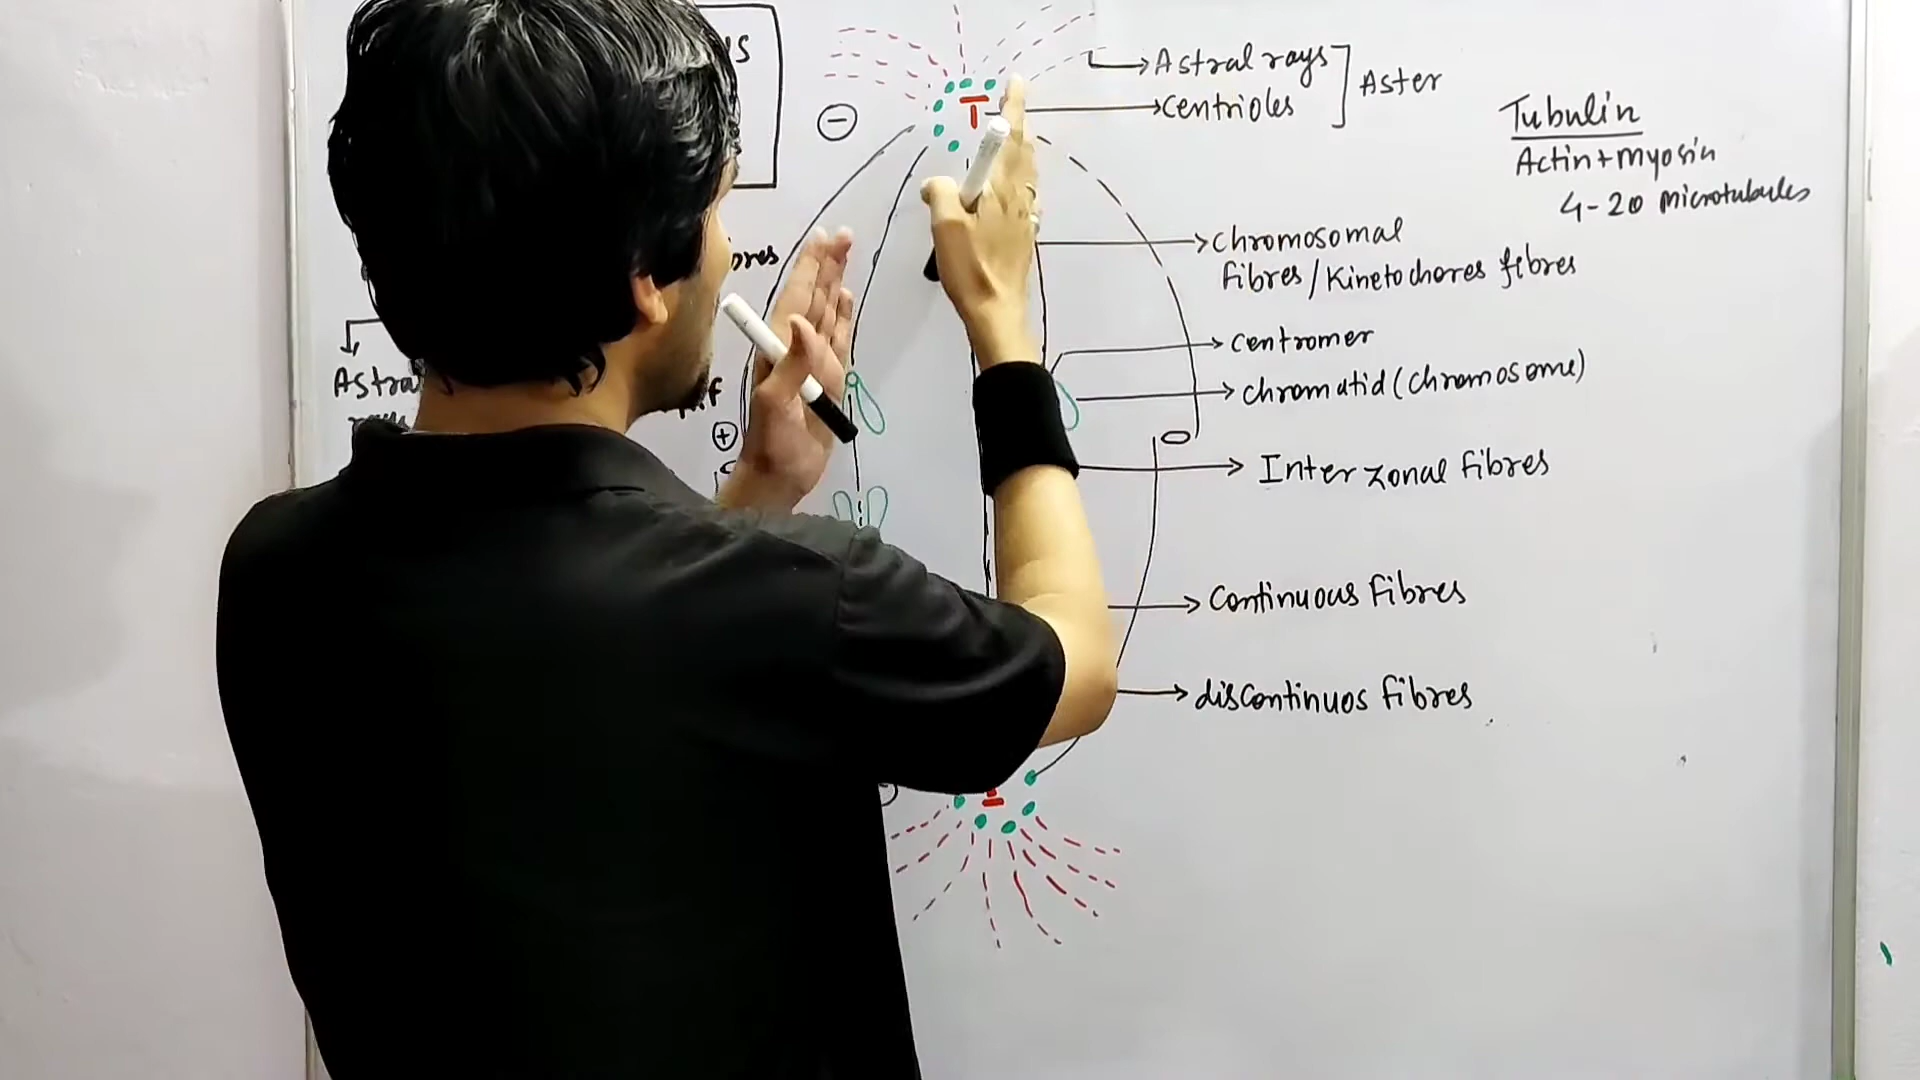 Astral rays
Centrioles
Aster
Tubulin
Actin + myosin
4-20 microtubules
chromosomal
fibres/Kinetochores fibres
centromer
chromatid (chromosome)
Inter zonal fibres
Continuous fibres
discontinuos fibres